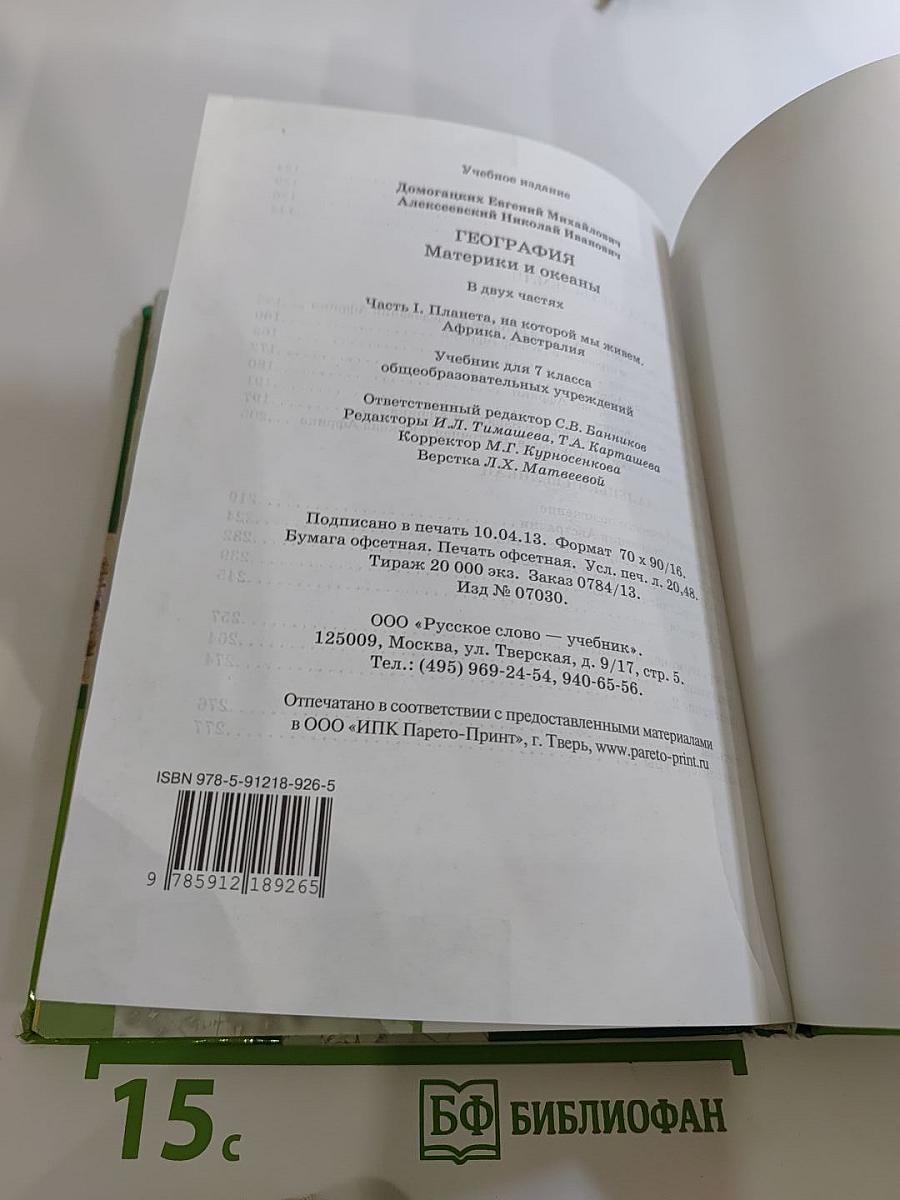 Учебное издание
Домогацких Евгений Михайлович
Алексеевский Николай Иванович
ГЕОГРАФИЯ
Материки и океаны
В двух частях
Часть I. Планета, на которой мы живем.
Африка. Австралия
Учебник для 7 класса
общеобразовательных учреждений
Ответственный редактор С.В. Банников
Редакторы И.Л. Тимашева, Т.А. Карташева
Корректор М.Г. Курносенкова
Верстка Л.Х. Матвеевой
Подписано в печать 10.04.13. Формат 70 x 90/16.
Бумага офсетная. Печать офсетная. Усл. печ. л. 20,48.
Тираж 20 000 экз. Заказ 0784/13.
Изд № 07030.
ООО «Русское слово — учебник».
125009, Москва, ул. Тверская, д. 9/17, стр. 5.
Тел.: (495) 969-24-54, 940-65-56.
Отпечатано в соответствии с предоставленными материалами
в ООО «ИПК Парето-Принт», г. Тверь, www.pareto-print.ru
ISBN 978-5-91218-926-5
9 785912 189265
15 с
БФ БИБЛИОФАН